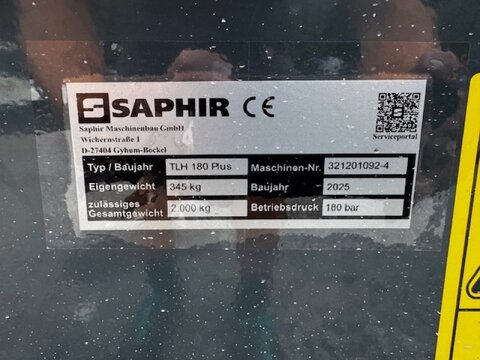 SAPHIR CE
Saphir Maschinenbau GmbH
Wichernstraße 1
D-27404 Gyhum-Bockel
Serviceportal
Typ / Baujahr TLH 180 Plus Maschinen-Nr. 321201092-4
Eigengewicht 345 kg Baujahr 2025
zulässiges
Gesamtgewicht 2.000 kg Betriebsdruck 180 bar